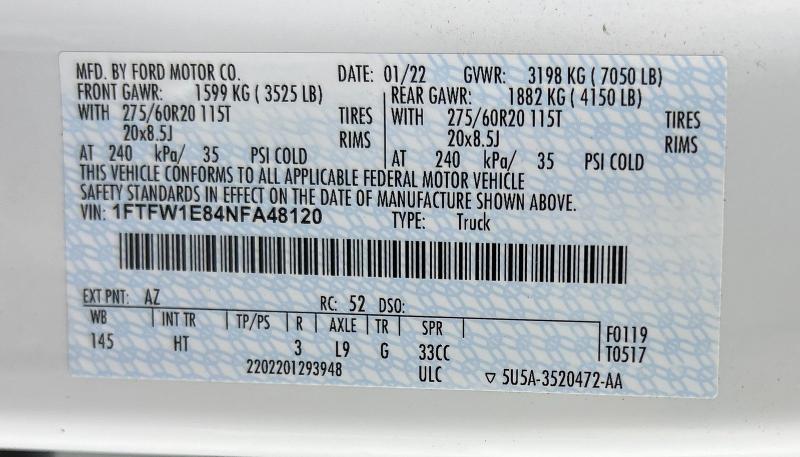 MFD. BY FORD MOTOR CO. DATE: 01/22 GVWR: 3198 KG ( 7050 LB)
FRONT GAWR: 1599 KG ( 3525 LB) REAR GAWR: 1882 KG ( 4150 LB)
WITH 275/60R20 115T TIRES WITH 275/60R20 115T TIRES
20x8.5J RIMS 20x8.5J RIMS
AT 240 kPa/ 35 PSI COLD AT 240 kPa/ 35 PSI COLD
THIS VEHICLE CONFORMS TO ALL APPLICABLE FEDERAL MOTOR VEHICLE
SAFETY STANDARDS IN EFFECT ON THE DATE OF MANUFACTURE SHOWN ABOVE.
VIN: 1FTFW1E84NFA48120 TYPE: Truck
EXT PNT: AZ RC: 52 DSO:
WB INT TR TP/PS R AXLE TR SPR F0119
145 HT 3 L9 G 33CC T0517
2202201293948 ULC ▽ 5U5A-3520472-AA